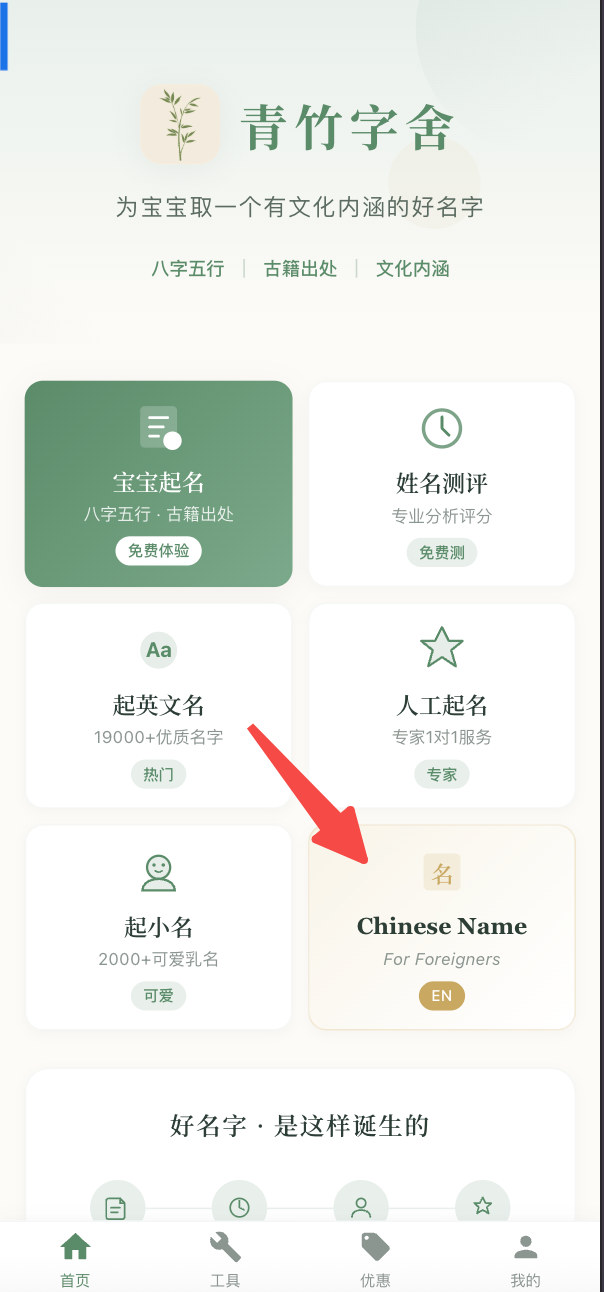 青竹字舍
为宝宝取一个有文化内涵的好名字
八字五行 | 古籍出处 | 文化内涵
宝宝起名
八字五行 · 古籍出处
免费体验
姓名测评
专业分析评分
免费测
Aa
起英文名
19000+优质名字
热门
人工起名
专家1对1服务
专家
起小名
2000+可爱乳名
可爱
名
Chinese Name
For Foreigners
EN
好名字 · 是这样诞生的
首页
工具
优惠
我的